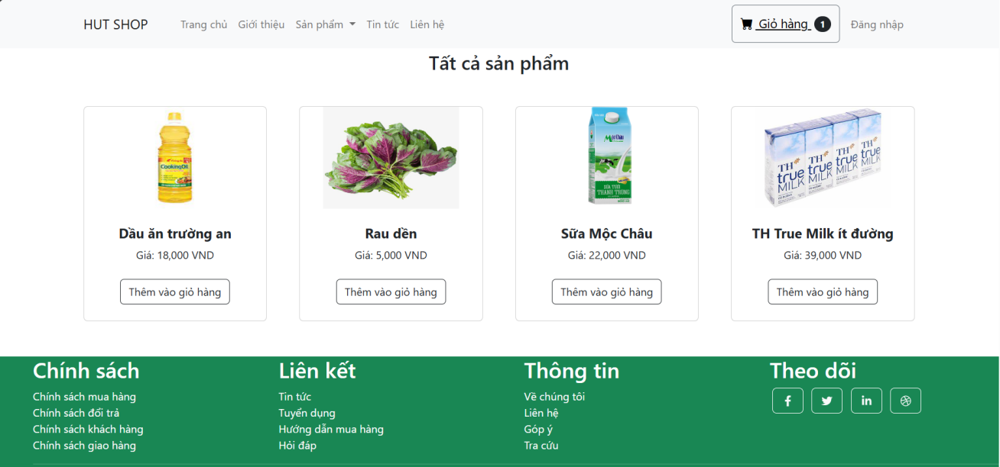 HUT SHOP Trang chủ Giới thiệu Sản phẩm Tin tức Liên hệ Giỏ hàng 1 Đăng nhập
Tất cả sản phẩm
CookingOil
Mộc Châu
SỮA TƯƠI
THANH TRÙNG
TH TH TH TH
true true true true
MILK MILK MILK MILK
Dầu ăn trường an
Giá: 18,000 VND
Thêm vào giỏ hàng
Rau dền
Giá: 5,000 VND
Thêm vào giỏ hàng
Sữa Mộc Châu
Giá: 22,000 VND
Thêm vào giỏ hàng
TH True Milk ít đường
Giá: 39,000 VND
Thêm vào giỏ hàng
Chính sách
Chính sách mua hàng
Chính sách đổi trả
Chính sách khách hàng
Chính sách giao hàng
Liên kết
Tin tức
Tuyển dụng
Hướng dẫn mua hàng
Hỏi đáp
Thông tin
Về chúng tôi
Liên hệ
Góp ý
Tra cứu
Theo dõi